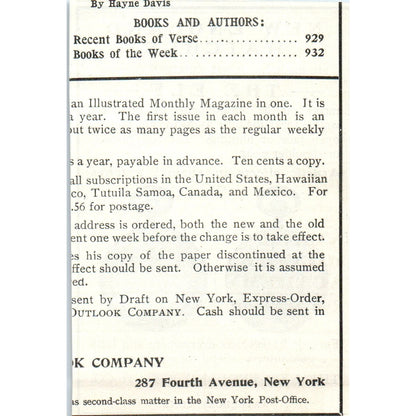 By Hayne Davis
BOOKS AND AUTHORS:
Recent Books of Verse.................. 929
Books of the Week...................... 932
an Illustrated Monthly Magazine in one. It is
a year. The first issue in each month is an
out twice as many pages as the regular weekly
s a year, payable in advance. Ten cents a copy.
all subscriptions in the United States, Hawaiian
co, Tutuila Samoa, Canada, and Mexico. For
.56 for postage.
address is ordered, both the new and the old
ent one week before the change is to take effect.
es his copy of the paper discontinued at the
ffect should be sent. Otherwise it is assumed
ed.
sent by Draft on New York, Express-Order,
OUTLOOK COMPANY. Cash should be sent in
OK COMPANY
287 Fourth Avenue, New York
as second-class matter in the New York Post-Office.